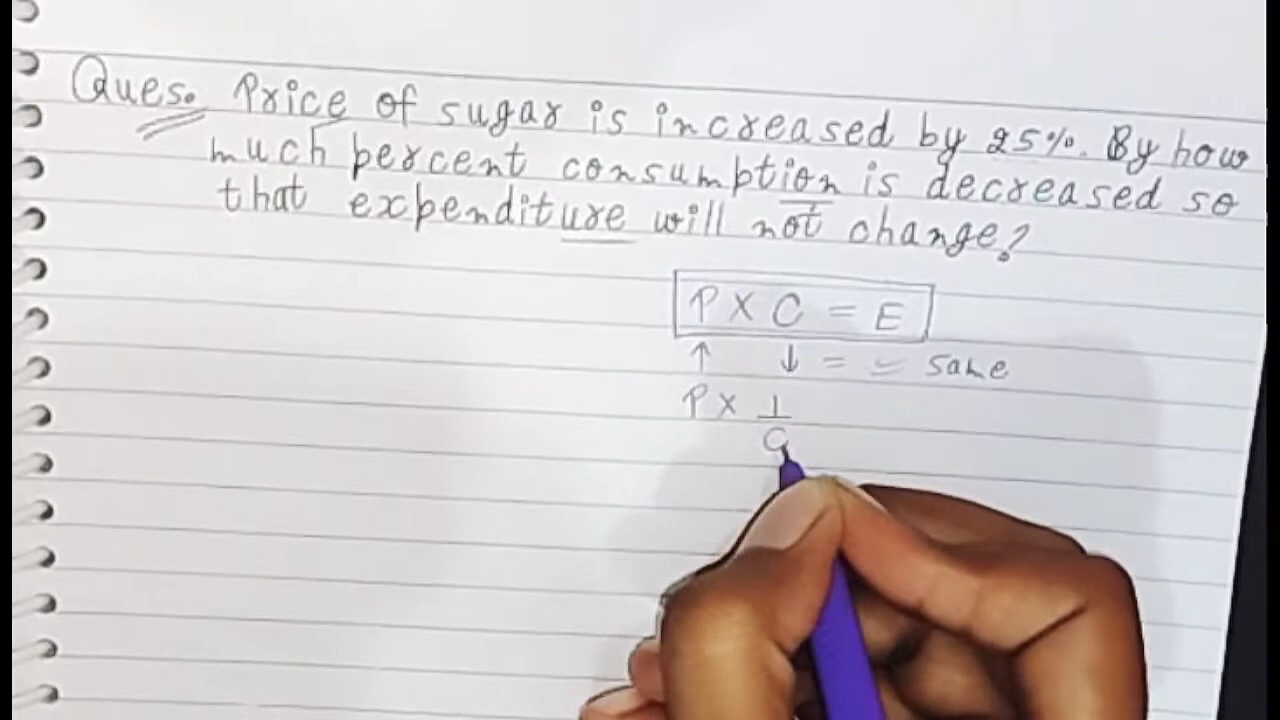 Ques. Price of sugar is increased by 25%. By how
much percent consumption is decreased so
that expenditure will not change?
P X C = E
↑ ↓ = = same
P X 1/C